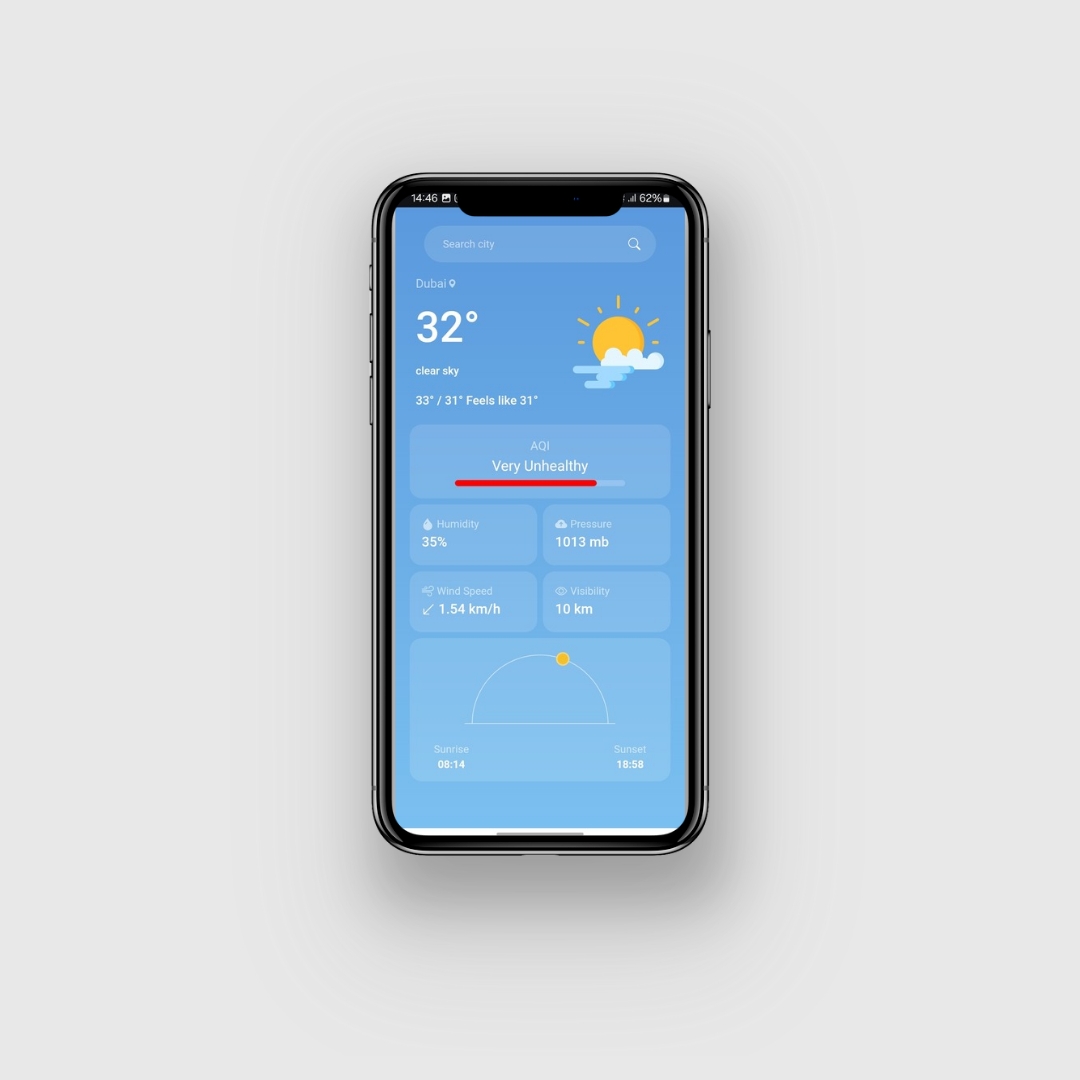 14:46 62%
Search city
Dubai
32°
clear sky
33° / 31° Feels like 31°
AQI
Very Unhealthy
Humidity Pressure
35% 1013 mb
Wind Speed Visibility
1.54 km/h 10 km
Sunrise Sunset
08:14 18:58